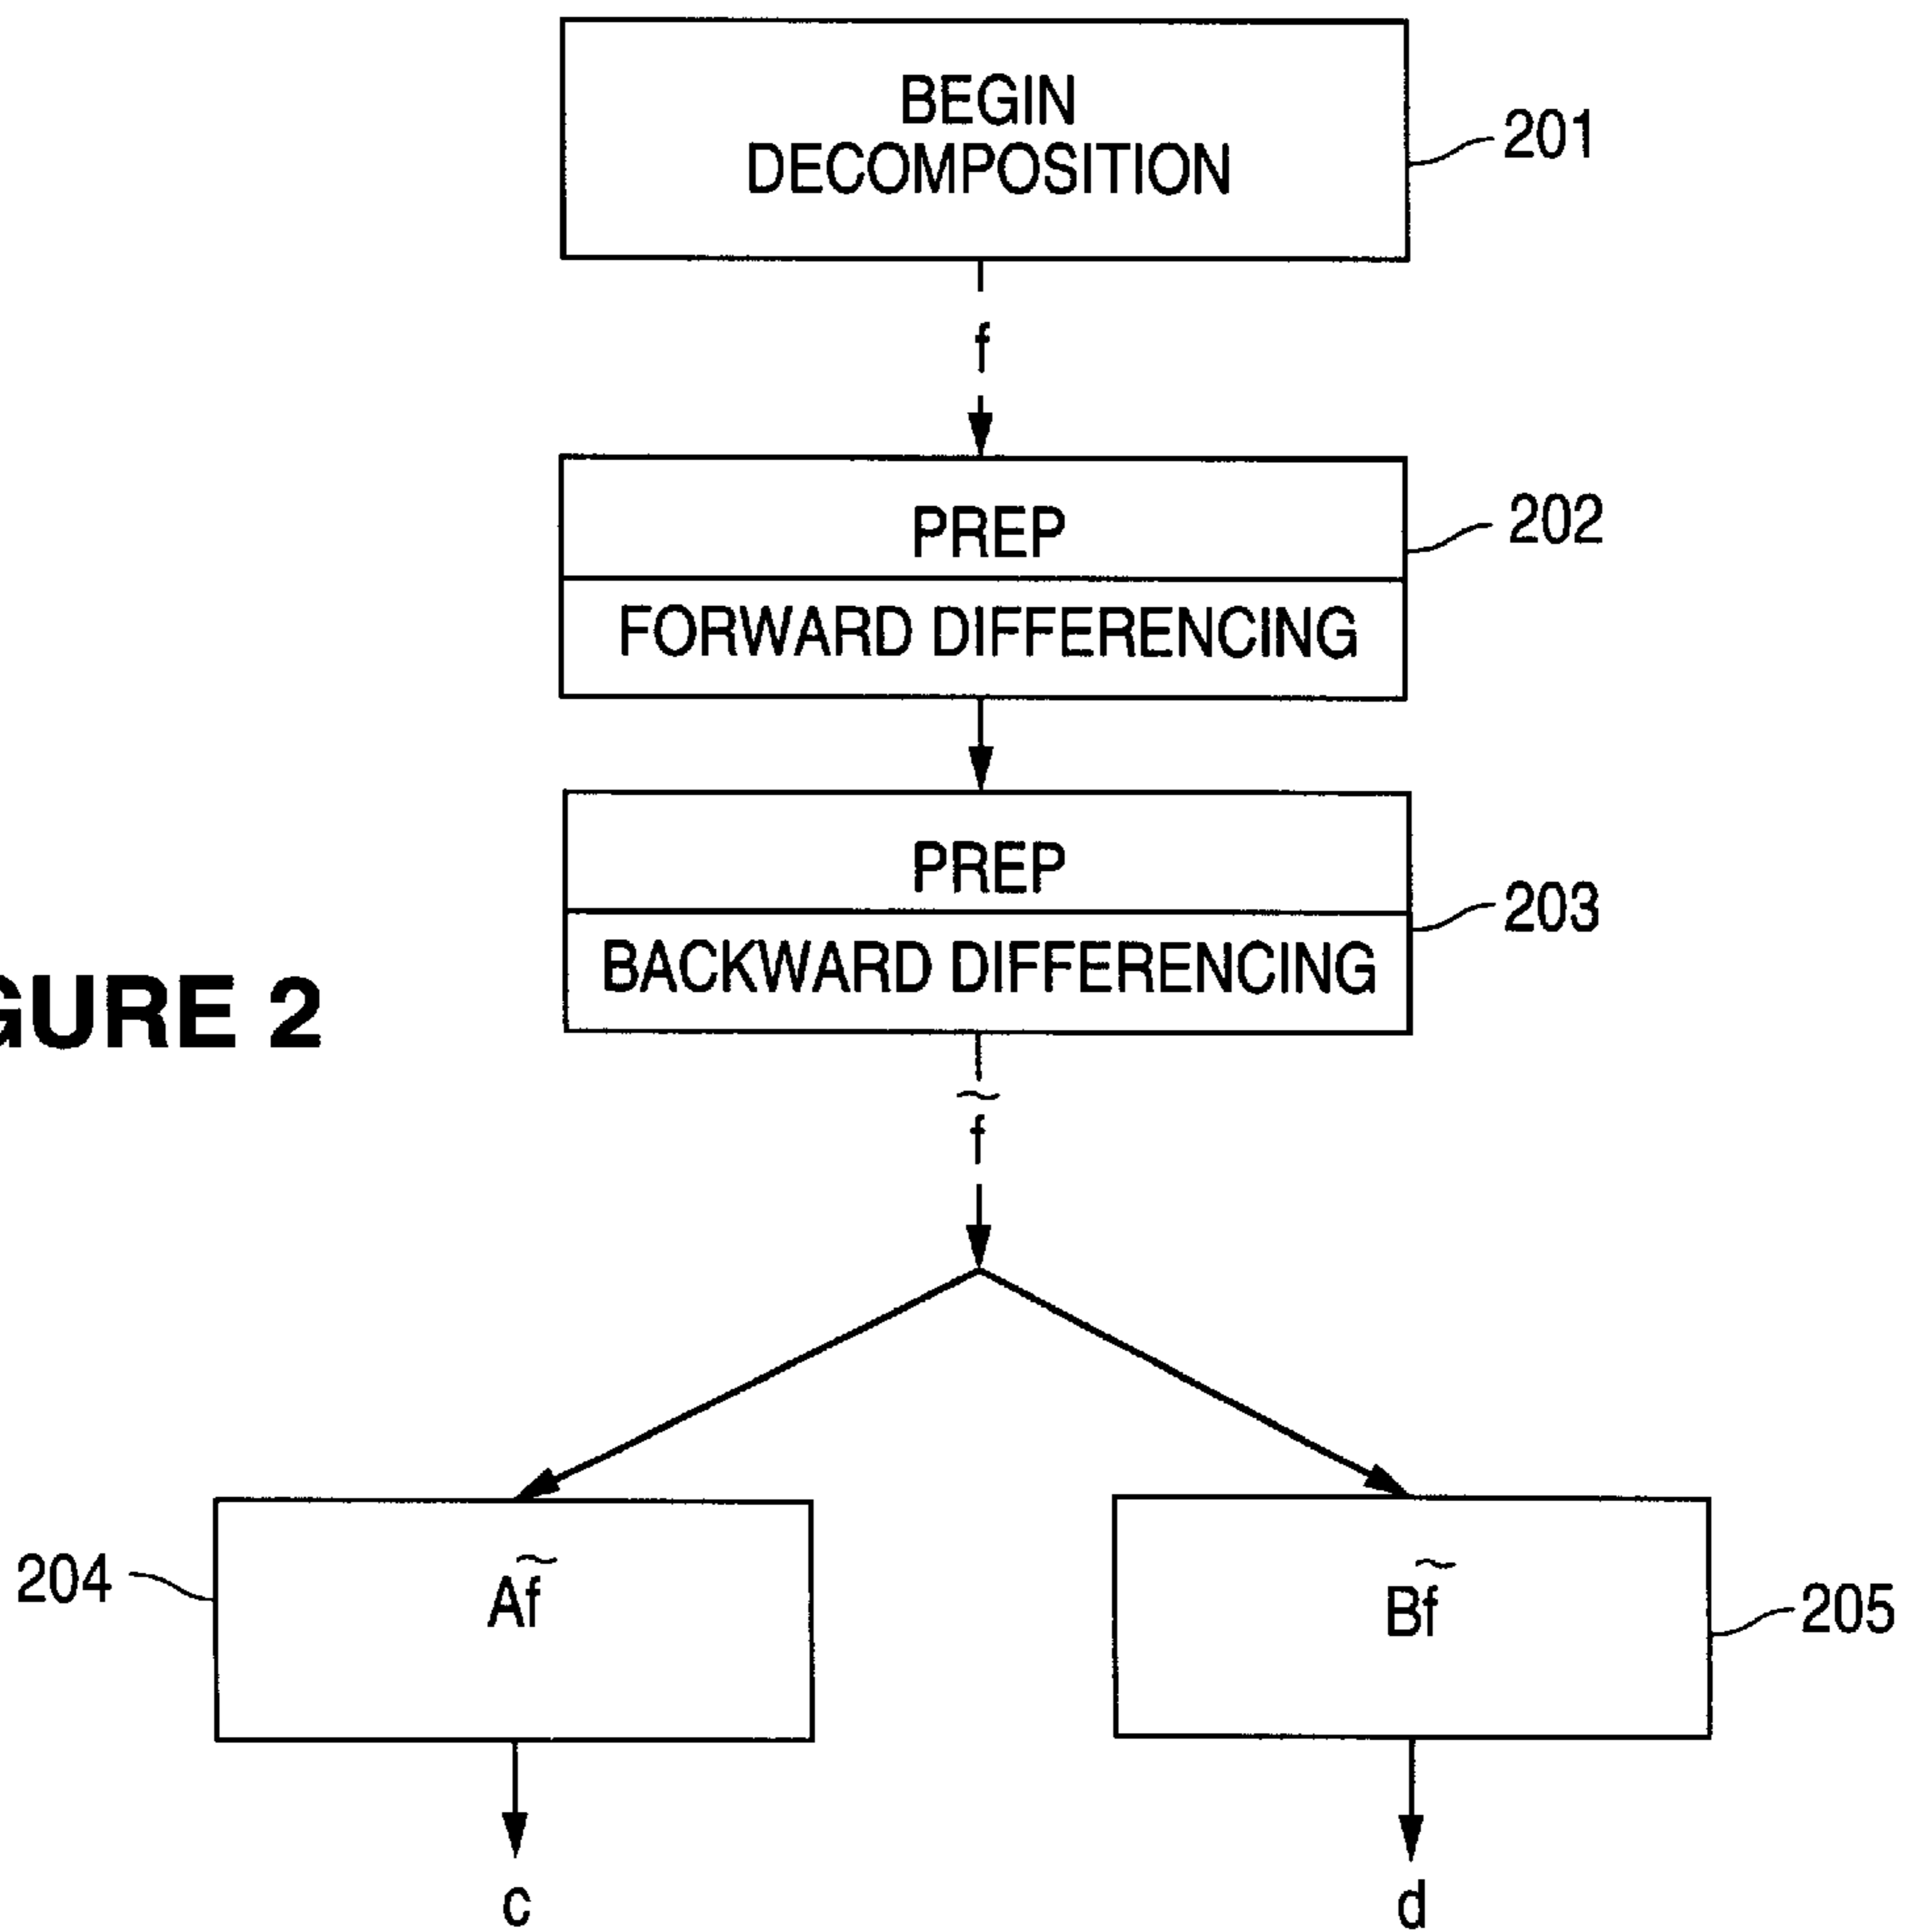 BEGIN
DECOMPOSITION
201
f
PREP
202
FORWARD DIFFERENCING
PREP
BACKWARD DIFFERENCING
203
GURE 2
f̃
204
Af̃
Bf̃
205
c
d